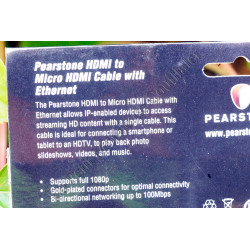 Pearstone HDMI to
Micro HDMI Cable with
Ethernet
The Pearstone HDMI to Micro HDMI Cable with
Ethernet allows IP-enabled devices to access
streaming HD content with a single cable. This
cable is ideal for connecting a smartphone or
tablet to an HDTV, to play back photo
slideshows, videos, and music.
• Supports full 1080p
• Gold-plated connectors for optimal connectivity
• Bi-directional networking up to 100Mbps
PEARSTON
www.pearston